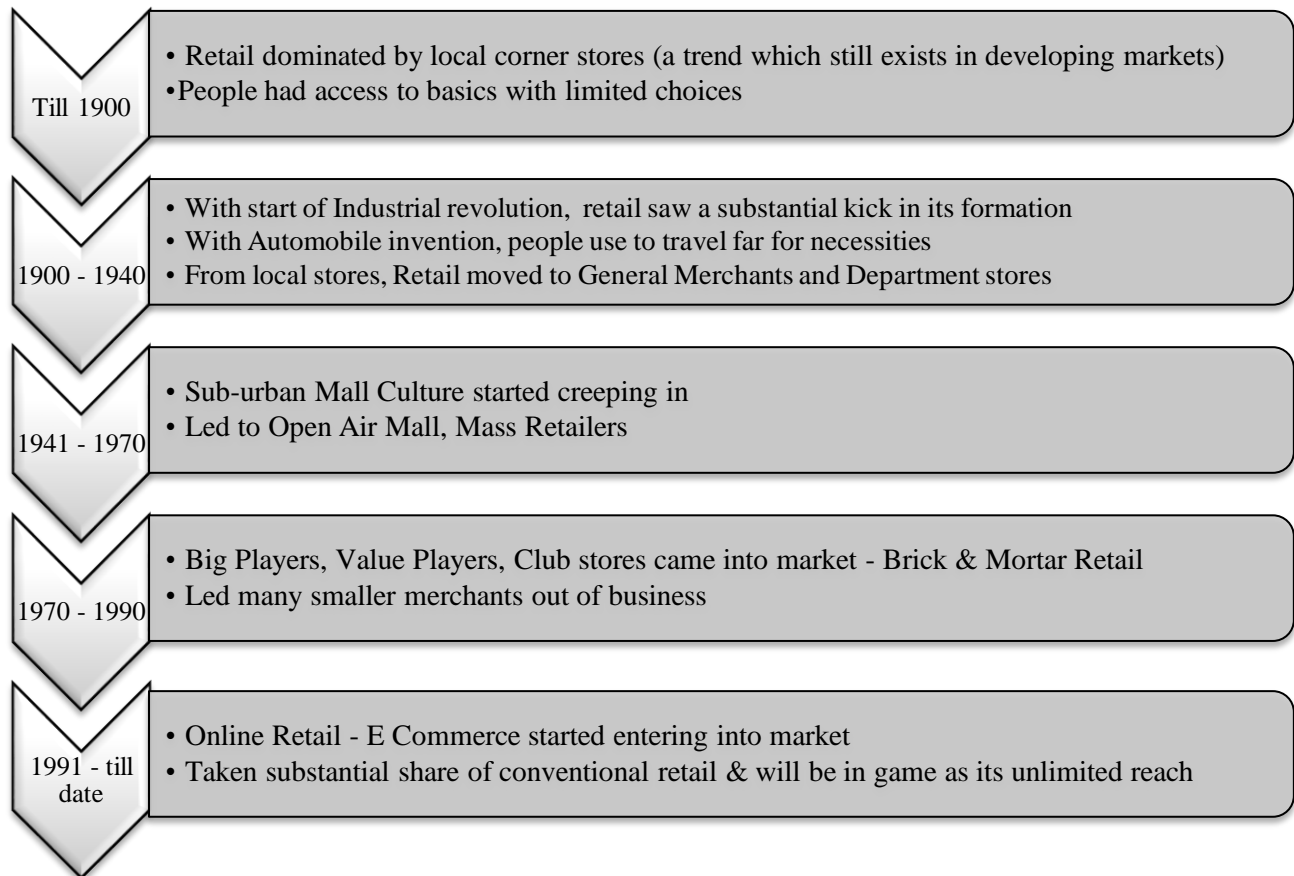 Till 1900
• Retail dominated by local corner stores (a trend which still exists in developing markets)
•People had access to basics with limited choices
1900 - 1940
• With start of Industrial revolution, retail saw a substantial kick in its formation
• With Automobile invention, people use to travel far for necessities
• From local stores, Retail moved to General Merchants and Department stores
1941 - 1970
• Sub-urban Mall Culture started creeping in
• Led to Open Air Mall, Mass Retailers
1970 - 1990
• Big Players, Value Players, Club stores came into market - Brick & Mortar Retail
• Led many smaller merchants out of business
1991 - till
date
• Online Retail - E Commerce started entering into market
• Taken substantial share of conventional retail & will be in game as its unlimited reach